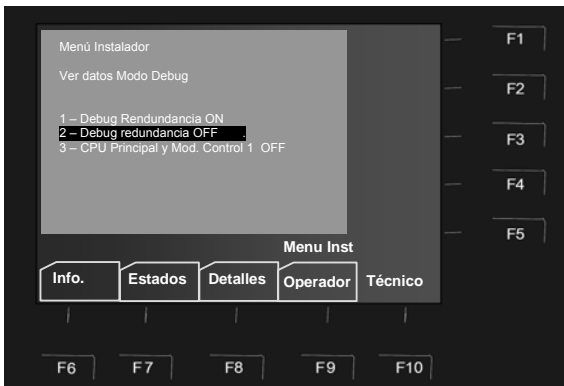 Menú Instalador
Ver datos Modo Debug
1 – Debug Rendundancia ON
2 – Debug redundancia OFF .
3 – CPU Principal y Mod. Control 1 OFF
Menu Inst
Info. Estados Detalles Operador Técnico
F1
F2
F3
F4
F5
F6 F7 F8 F9 F10